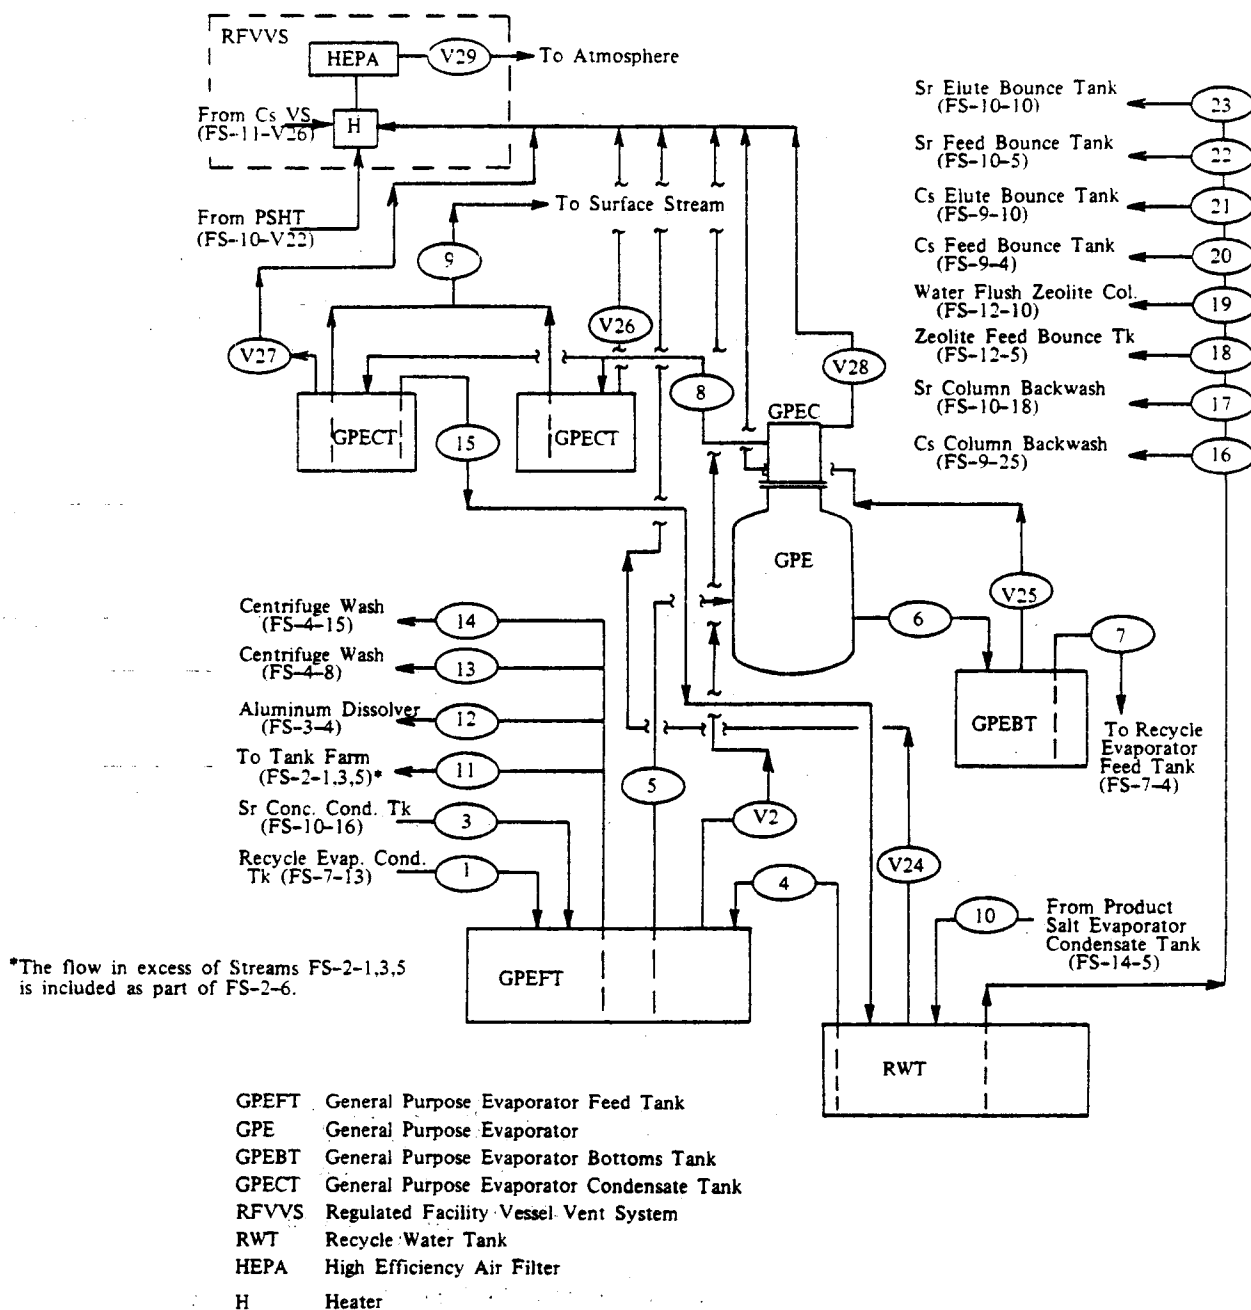 RFVVS
HEPA
V29
To Atmosphere
From Cs VS
(FS-11-V26)
H
From PSHT
(FS-10-V22)
To Surface Stream
9
V27
V26
8
V28
GPEC
GPECT
GPECT
15
GPE
Sr Elute Bounce Tank
(FS-10-10)
23
Sr Feed Bounce Tank
(FS-10-5)
22
Cs Elute Bounce Tank
(FS-9-10)
21
Cs Feed Bounce Tank
(FS-9-4)
20
Water Flush Zeolite Col.
(FS-12-10)
19
Zeolite Feed Bounce Tk
(FS-12-5)
18
Sr Column Backwash
(FS-10-18)
17
Cs Column Backwash
(FS-9-25)
16
V25
6
7
GPEBT
To Recycle
Evaporator
Feed Tank
(FS-7-4)
Centrifuge Wash
(FS-4-15)
14
Centrifuge Wash
(FS-4-8)
13
Aluminum Dissolver
(FS-3-4)
12
To Tank Farm
(FS-2-1,3,5)*
11
Sr Conc. Cond. Tk
(FS-10-16)
3
Recycle Evap. Cond.
Tk (FS-7-13)
1
5
V2
4
V24
10
From Product
Salt Evaporator
Condensate Tank
(FS-14-5)
GPEFT
RWT
*The flow in excess of Streams FS-2-1,3,5
is included as part of FS-2-6.
GPEFT General Purpose Evaporator Feed Tank
GPE General Purpose Evaporator
GPEBT General Purpose Evaporator Bottoms Tank
GPECT General Purpose Evaporator Condensate Tank
RFVVS Regulated Facility Vessel Vent System
RWT Recycle Water Tank
HEPA High Efficiency Air Filter
H Heater